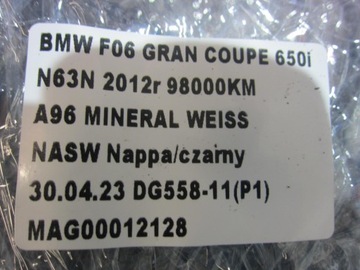 BMW F06 GRAN COUPE 650i
N63N 2012r 98000KM
A96 MINERAL WEISS
NASW Nappa/czarny
30.04.23 DG558-11(P1)
MAG00012128